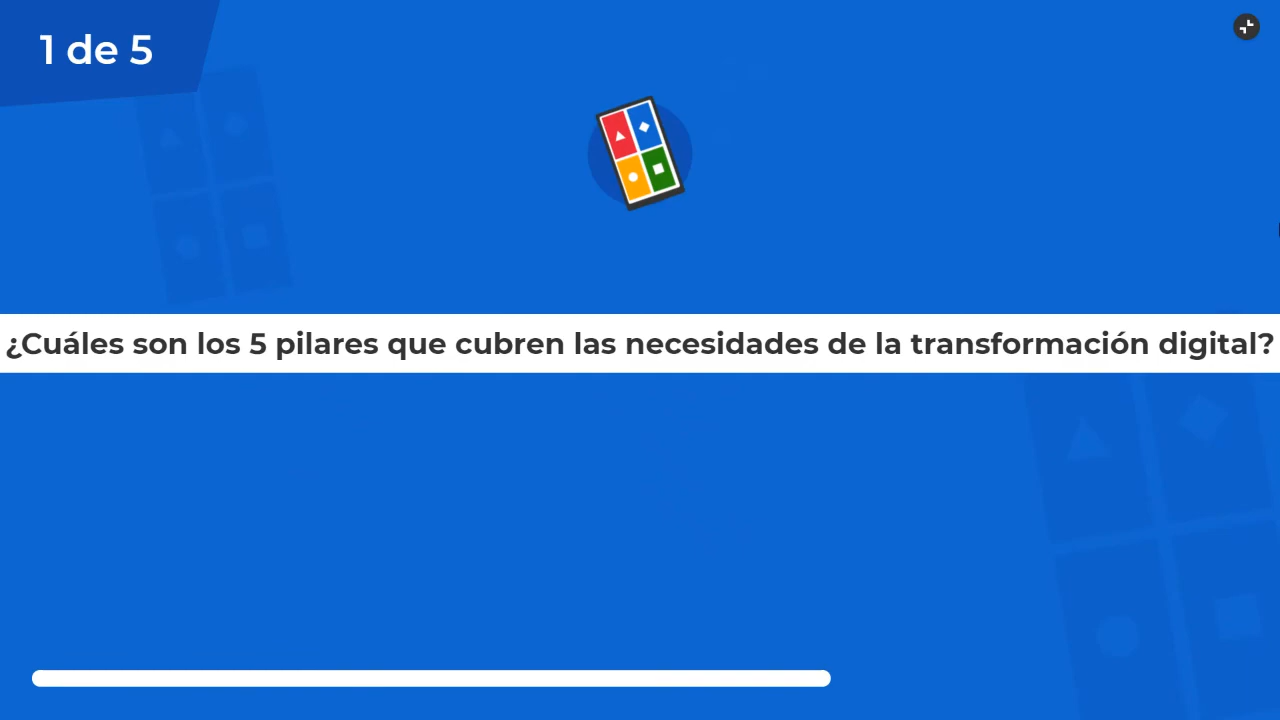 1 de 5
¿Cuáles son los 5 pilares que cubren las necesidades de la transformación digital?